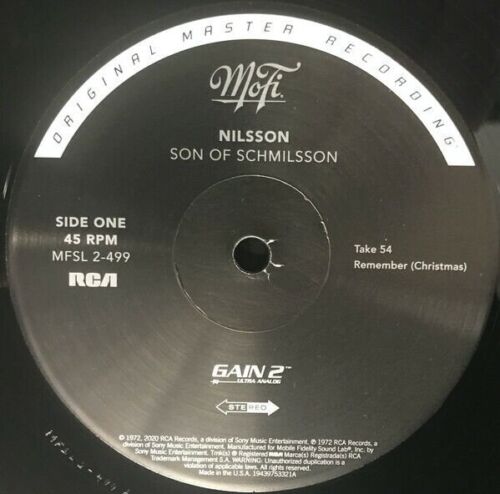 ORIGINAL MASTER RECORDING
MoFi
NILSSON
SON OF SCHMILSSON
SIDE ONE
45 RPM
MFSL 2-499
RCA
Take 54
Remember (Christmas)
GAIN 2™
ULTRA ANALOG
STEREO
© 1972, 2020 RCA Records, a division of Sony Music Entertainment. ℗ 1972 RCA Records,
a division of Sony Music Entertainment. Manufactured for Mobile Fidelity Sound Lab®, Inc. by
Sony Music Entertainment. Tmk(s) ® Registered RCA Marca(s) Registrada(s) RCA
Trademark Management S.A. WARNING: Unauthorized duplication is a
violation of applicable laws. All rights reserved.
Made in the U.S.A. 19439753321A